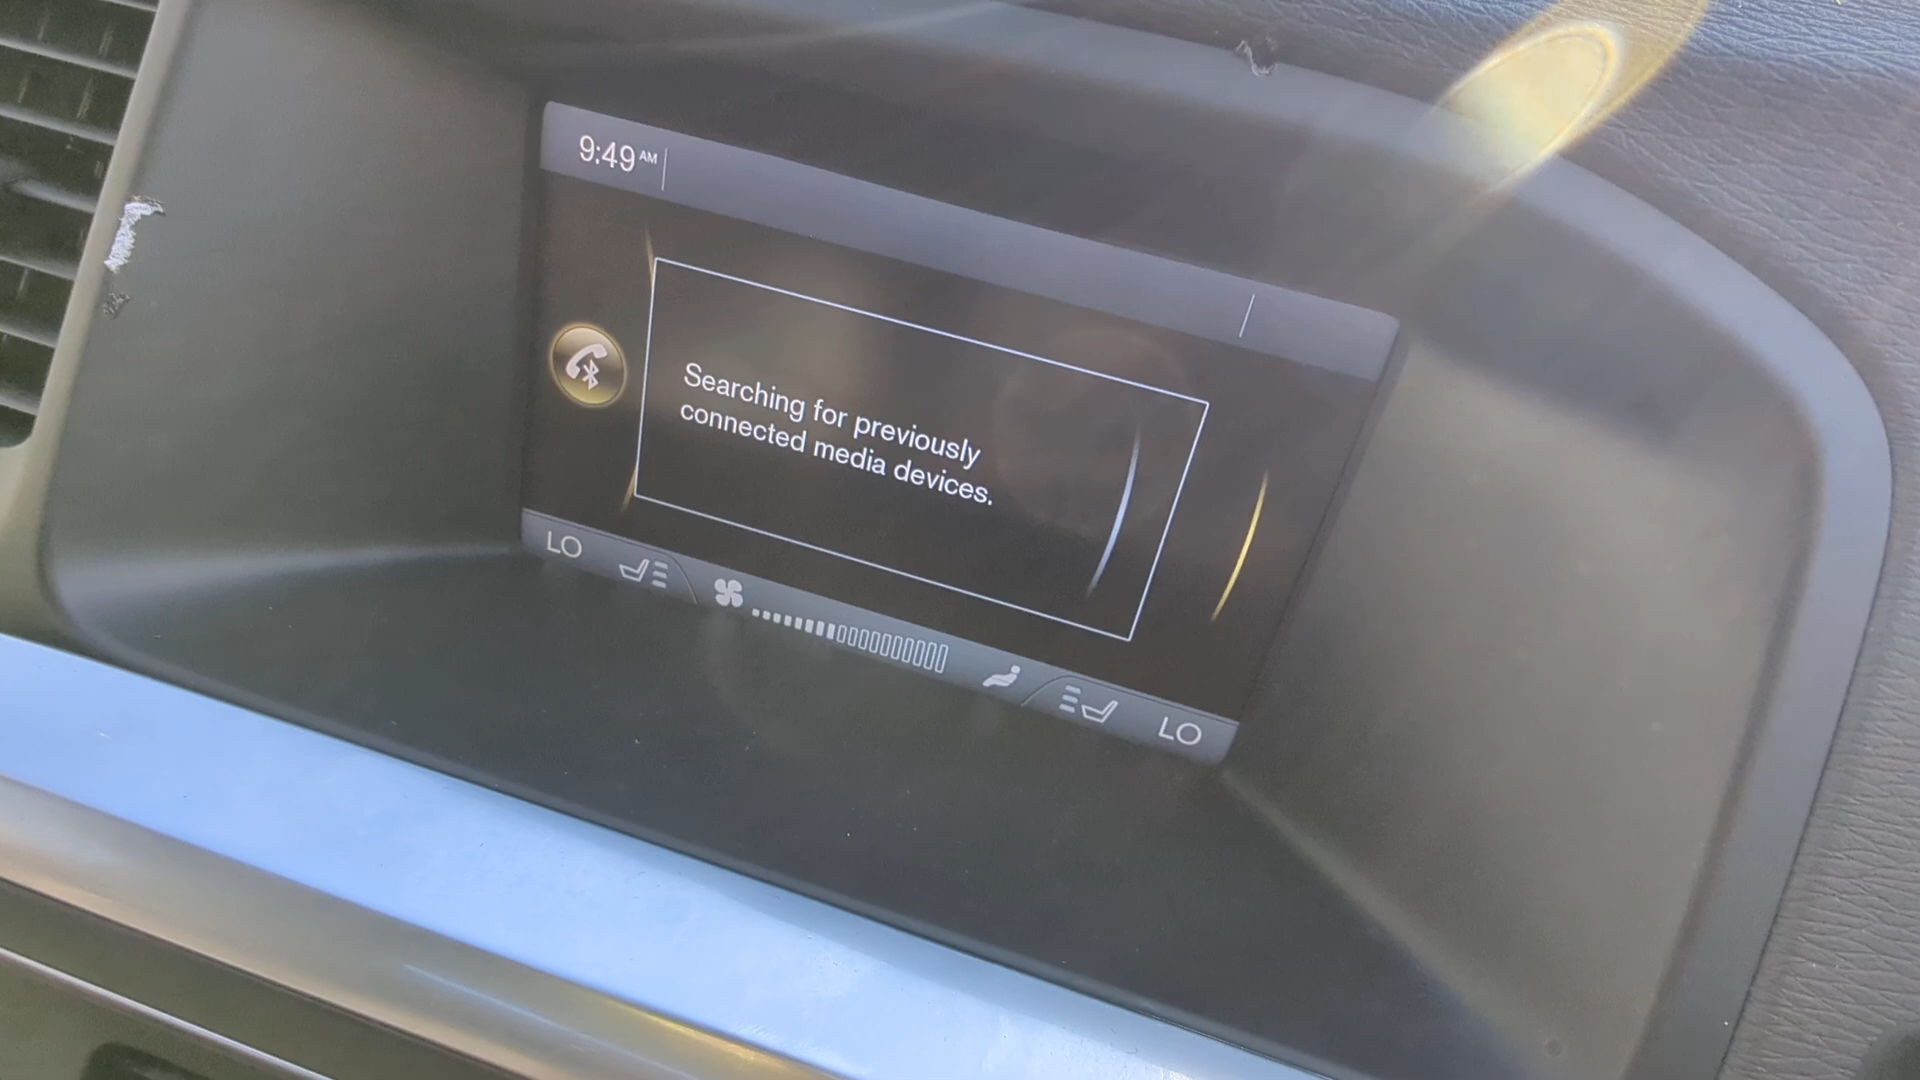 9:49 AM
Searching for previously
connected media devices.
LO
LO